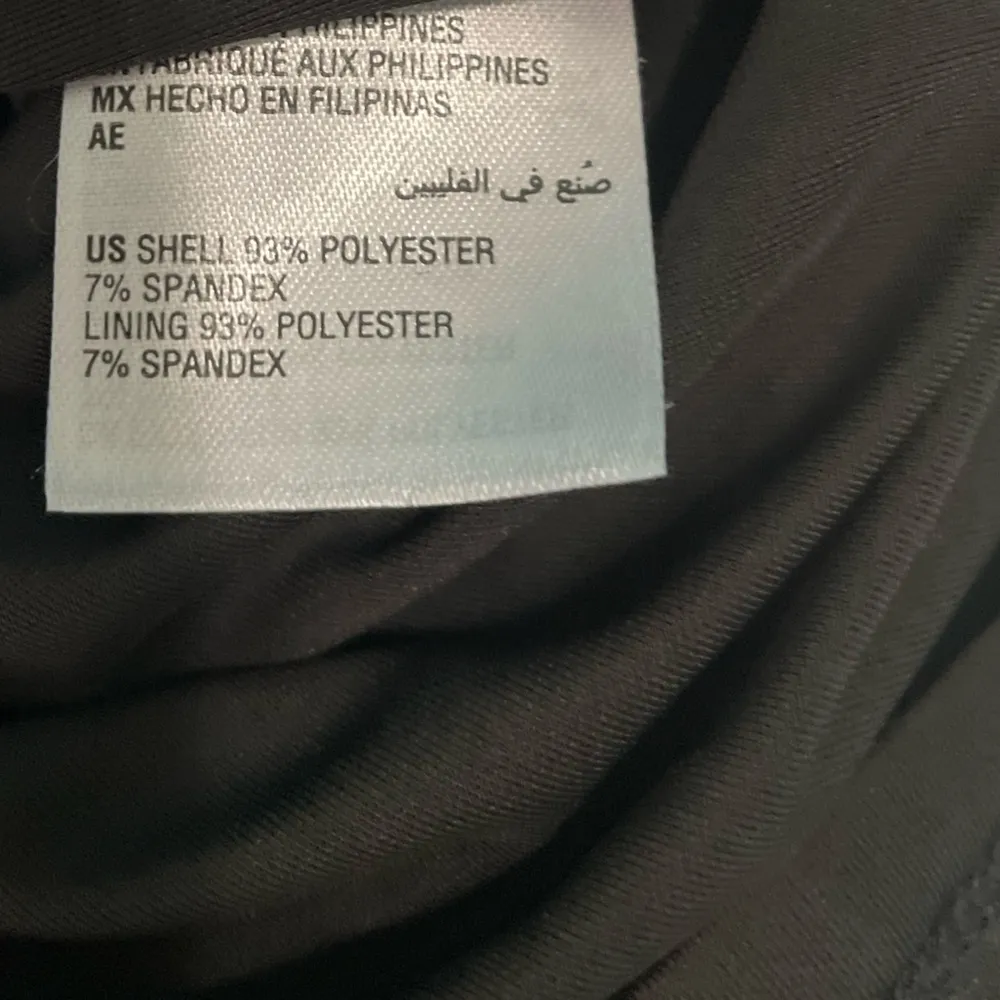 PHILIPPINES
FABRIQUÉ AUX PHILIPPINES
MX HECHO EN FILIPINAS
AE
صُنع في الفليبين
US SHELL 93% POLYESTER
7% SPANDEX
LINING 93% POLYESTER
7% SPANDEX